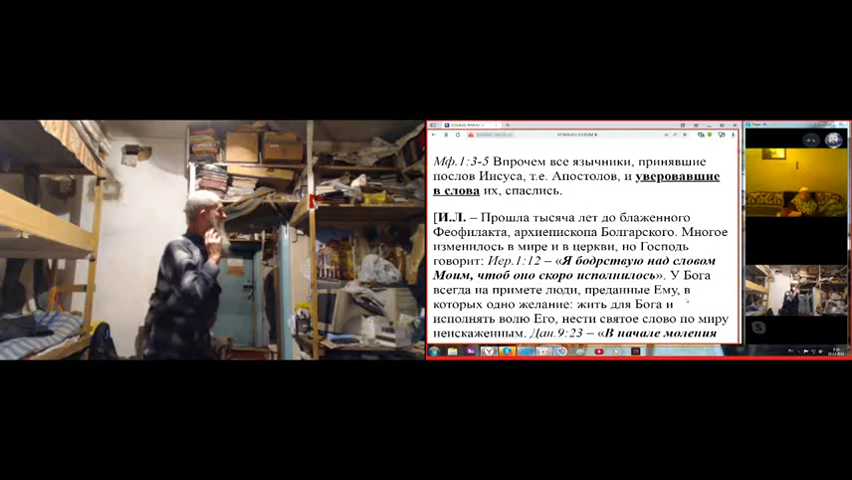 Мф.1:3-5 Впрочем все язычники, принявшие
послов Иисуса, т.е. Апостолов, и уверовавшие
в слова их, спаслись.
[И.Л. – Прошла тысяча лет до блаженного
Феофилакта, архиепископа Болгарского. Многое
изменилось в мире и в церкви, но Господь
говорит: Иер.1:12 – «Я бодрствую над словом
Моим, чтоб оно скоро исполнилось». У Бога
всегда на примете люди, преданные Ему, в
которых одно желание: жить для Бога и
исполнять волю Его, нести святое слово по миру
неискаженным. Дан.9:23 – «В начале моления